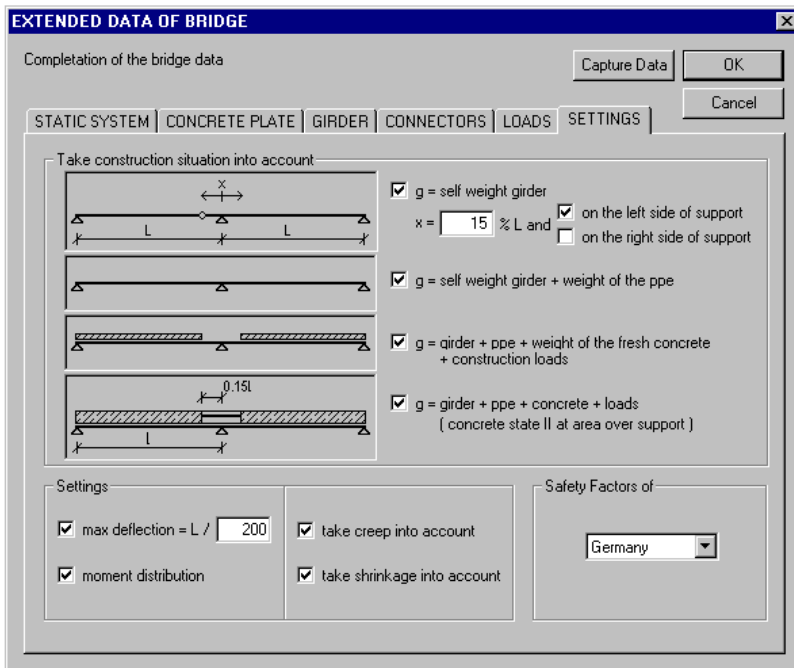 EXTENDED DATA OF BRIDGE
Completion of the bridge data
Capture Data
OK
Cancel
STATIC SYSTEM
CONCRETE PLATE
GIRDER
CONNECTORS
LOADS
SETTINGS
Take construction situation into account
x
L
L
g = self weight girder
x = 15 % L and
on the left side of support
on the right side of support
g = self weight girder + weight of the ppe
g = girder + ppe + weight of the fresh concrete
+ construction loads
0.15l
l
g = girder + ppe + concrete + loads
( concrete state II at area over support )
Settings
max deflection = L / 200
moment distribution
take creep into account
take shrinkage into account
Safety Factors of
Germany